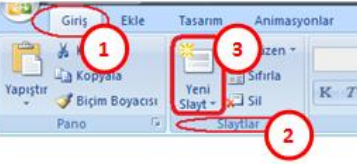 Giriş Ekle Tasarım Animasyonlar
1
3
Kopyala
Sıfırla
Yapıştır
Biçim Boyacısı
Yeni
Slayt
Sil
K T
Pano
Slaytlar
2